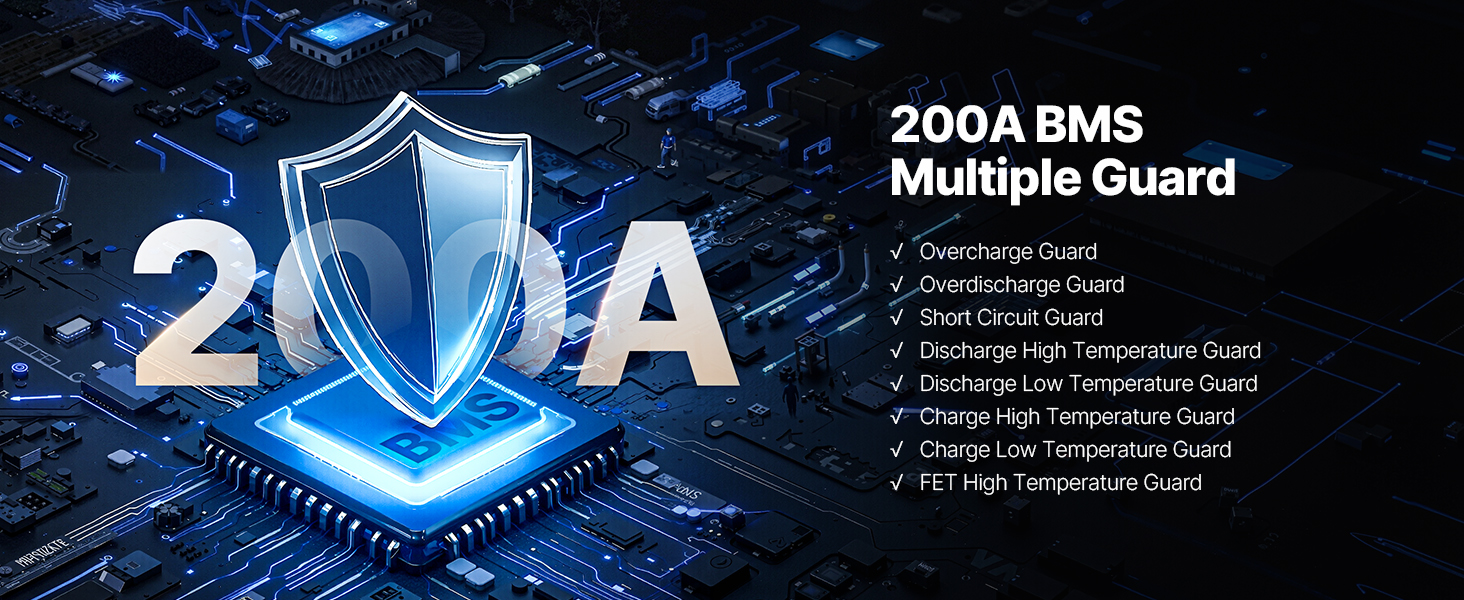 200A
BMS
200A BMS
Multiple Guard
√ Overcharge Guard
√ Overdischarge Guard
√ Short Circuit Guard
√ Discharge High Temperature Guard
√ Discharge Low Temperature Guard
√ Charge High Temperature Guard
√ Charge Low Temperature Guard
√ FET High Temperature Guard